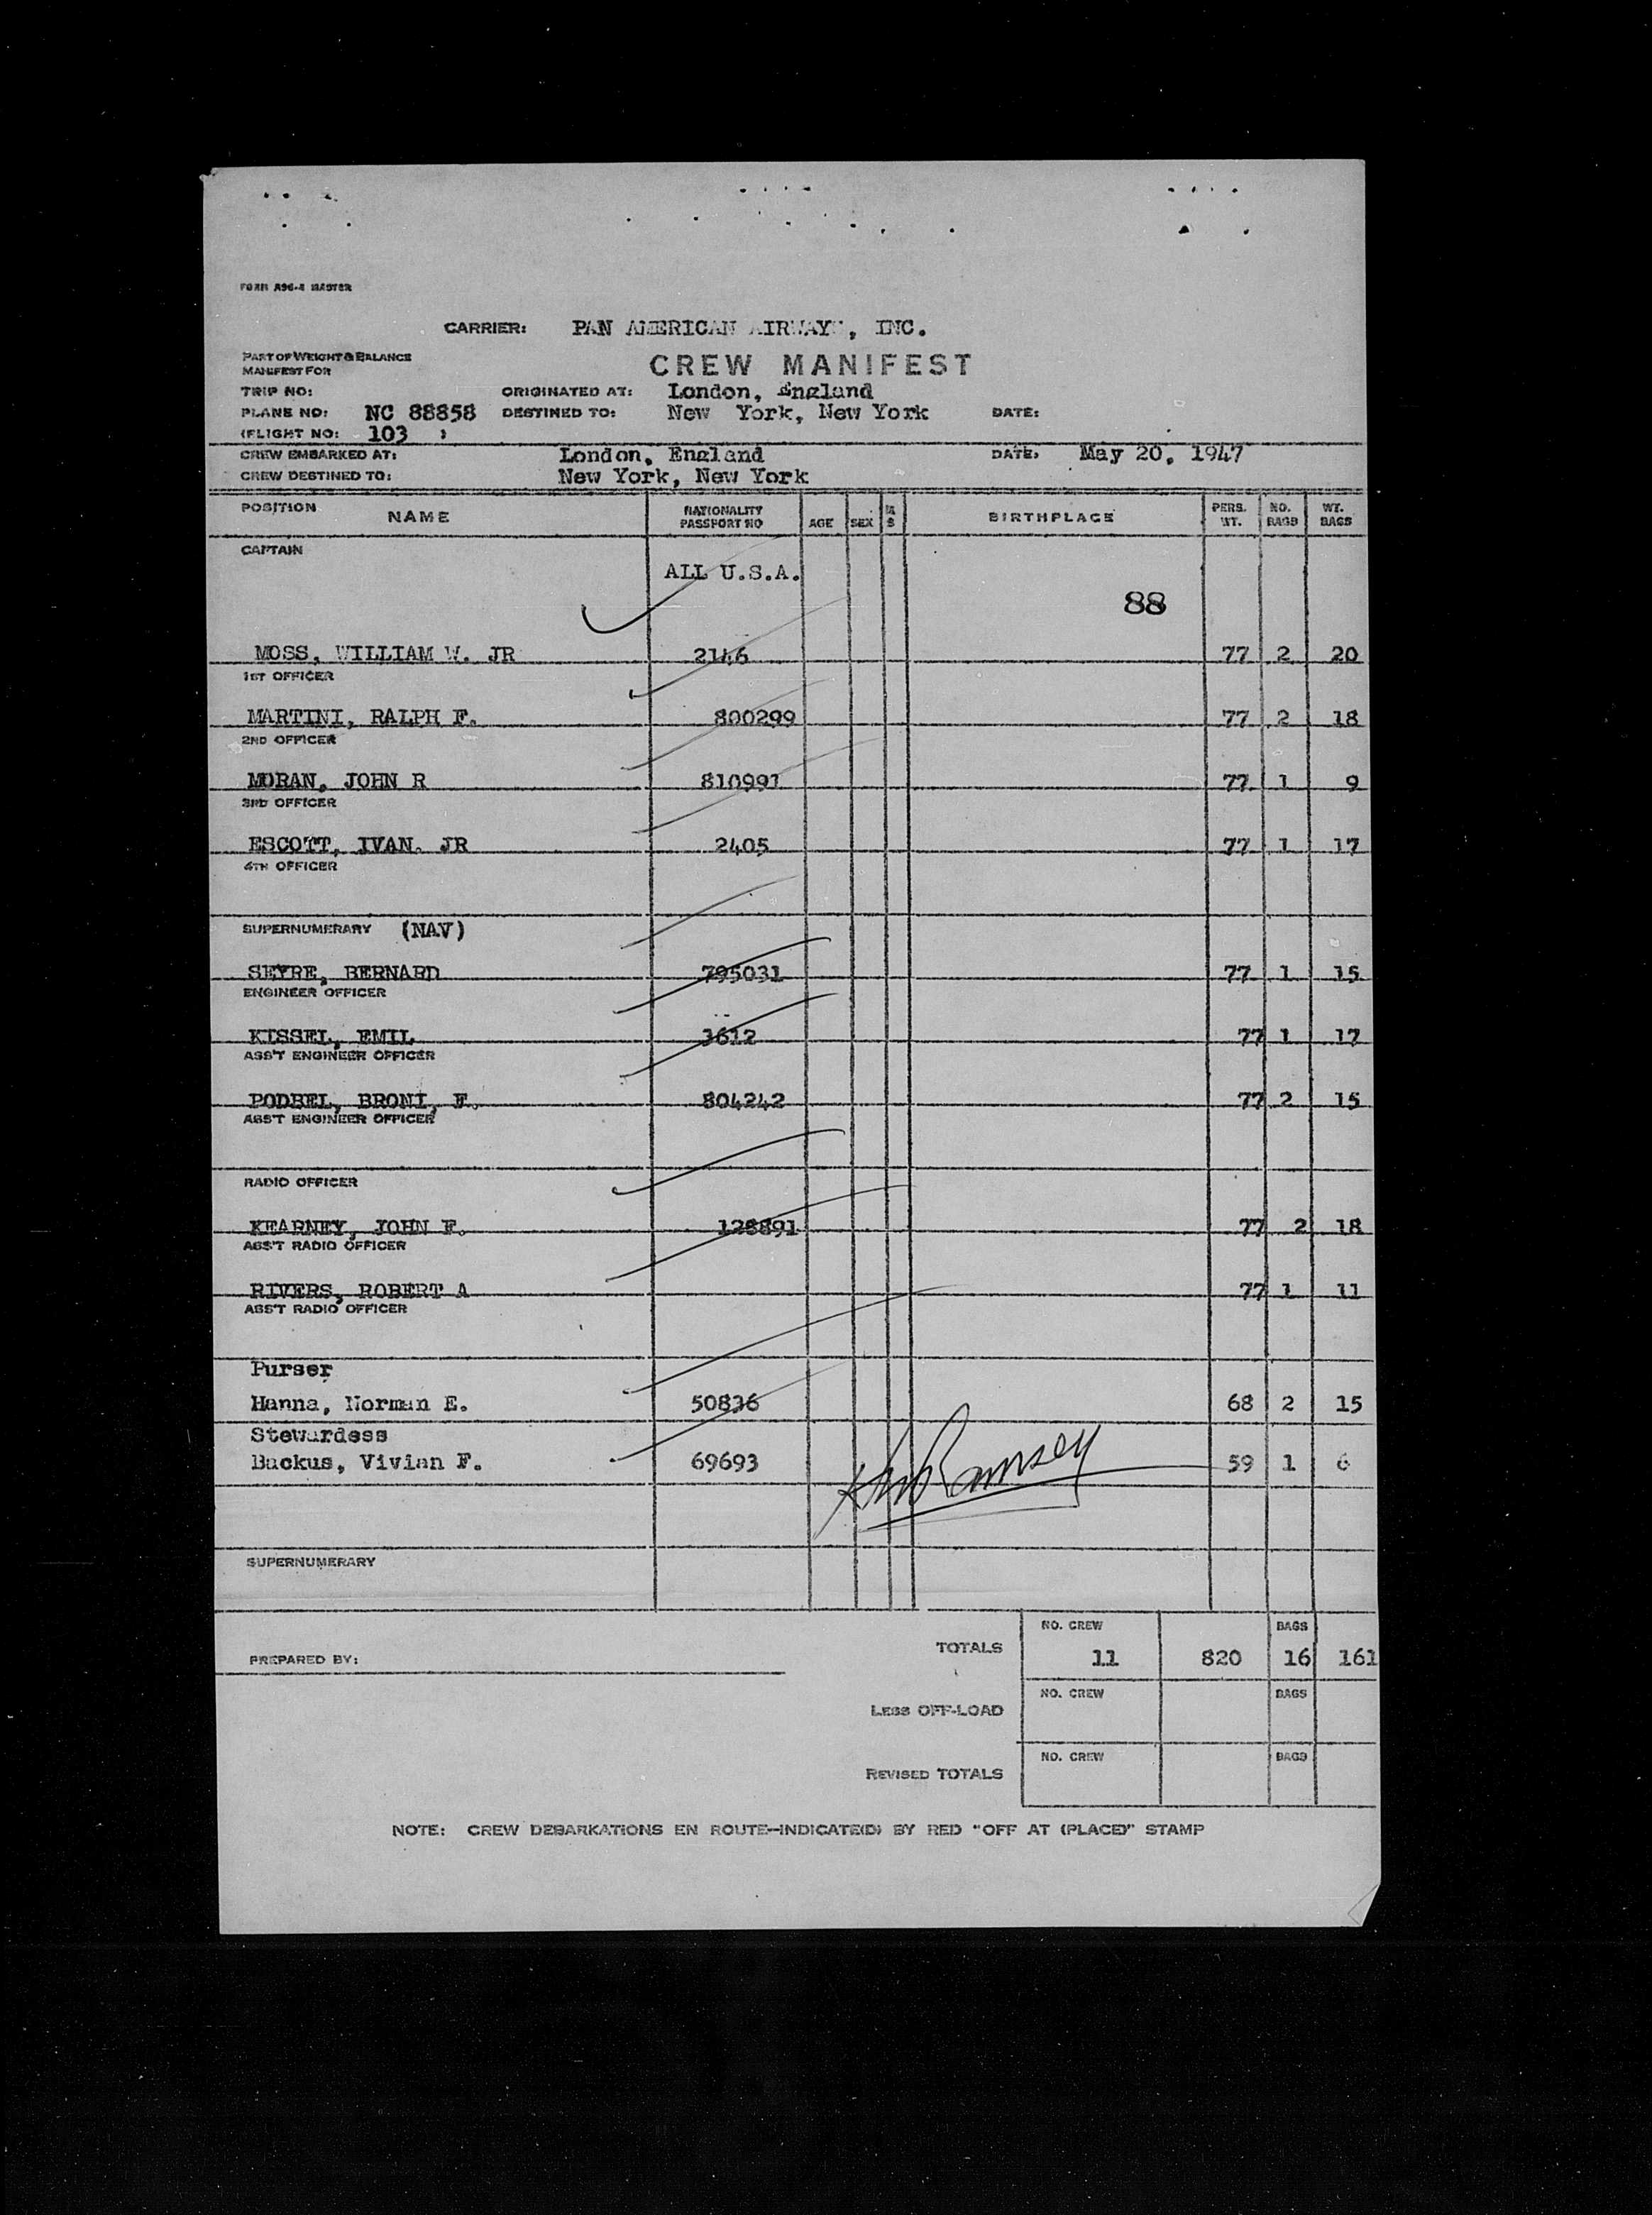 FORM A96-4 MASTER
CARRIER: PAN AMERICAN AIRWAYS, INC.
PART OF WEIGHT & BALANCE
MANIFEST FOR
CREW MANIFEST
TRIP NO: ORIGINATED AT: London, England
PLANE NO: NC 88858 DESTINED TO: New York, New York DATE:
(FLIGHT NO: 103 )
CREW EMBARKED AT: London, England DATE: May 20, 1947
CREW DESTINED TO: New York, New York
POSITION NAME NATIONALITY PASSPORT NO AGE SEX M S BIRTHPLACE PERS. WT. NO. BAGS WT. BAGS
CAPTAIN
ALL U.S.A.
88
MOSS, WILLIAM W. JR 2146 77 2 20
1ST OFFICER
MARTINI, RALPH F. 800299 77 2 18
2ND OFFICER
MORAN, JOHN R 810991 77 1 9
3RD OFFICER
ESCOTT, IVAN. JR 2405 77 1 17
4TH OFFICER
SUPERNUMERARY (NAV)
SEYRE, BERNARD 795031 77 1 15
ENGINEER OFFICER
KISSEL, EMIL 3612 77 1 17
ASS'T ENGINEER OFFICER
PODBEL, BRONI, F. 804242 77 2 15
ASS'T ENGINEER OFFICER
RADIO OFFICER
KEARNEY, JOHN F. 128891 77 2 18
ASS'T RADIO OFFICER
RIVERS, ROBERT A 77 1 11
ASS'T RADIO OFFICER
Purser
Hanna, Norman E. 50836 68 2 15
Stewardess
Backus, Vivian F. 69693 59 1 6
Ramsey
SUPERNUMERARY
NO. CREW BAGS
TOTALS 11 820 16 161
PREPARED BY:
NO. CREW BAGS
LESS OFF-LOAD
NO. CREW BAGS
REVISED TOTALS
NOTE: CREW DEBARKATIONS EN ROUTE—INDICATE(D) BY RED "OFF AT (PLACE)" STAMP